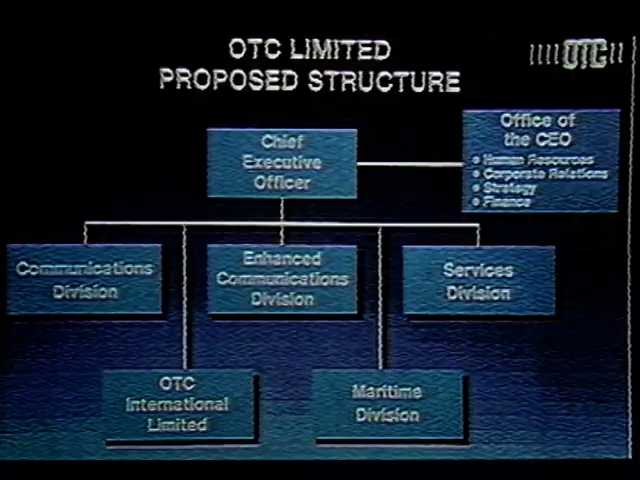 OTC LIMITED
PROPOSED STRUCTURE
OTC
Chief
Executive
Officer
Office of
the CEO
• Human Resources
• Corporate Relations
• Strategy
• Finance
Communications
Division
Enhanced
Communications
Division
Services
Division
OTC
International
Limited
Maritime
Division